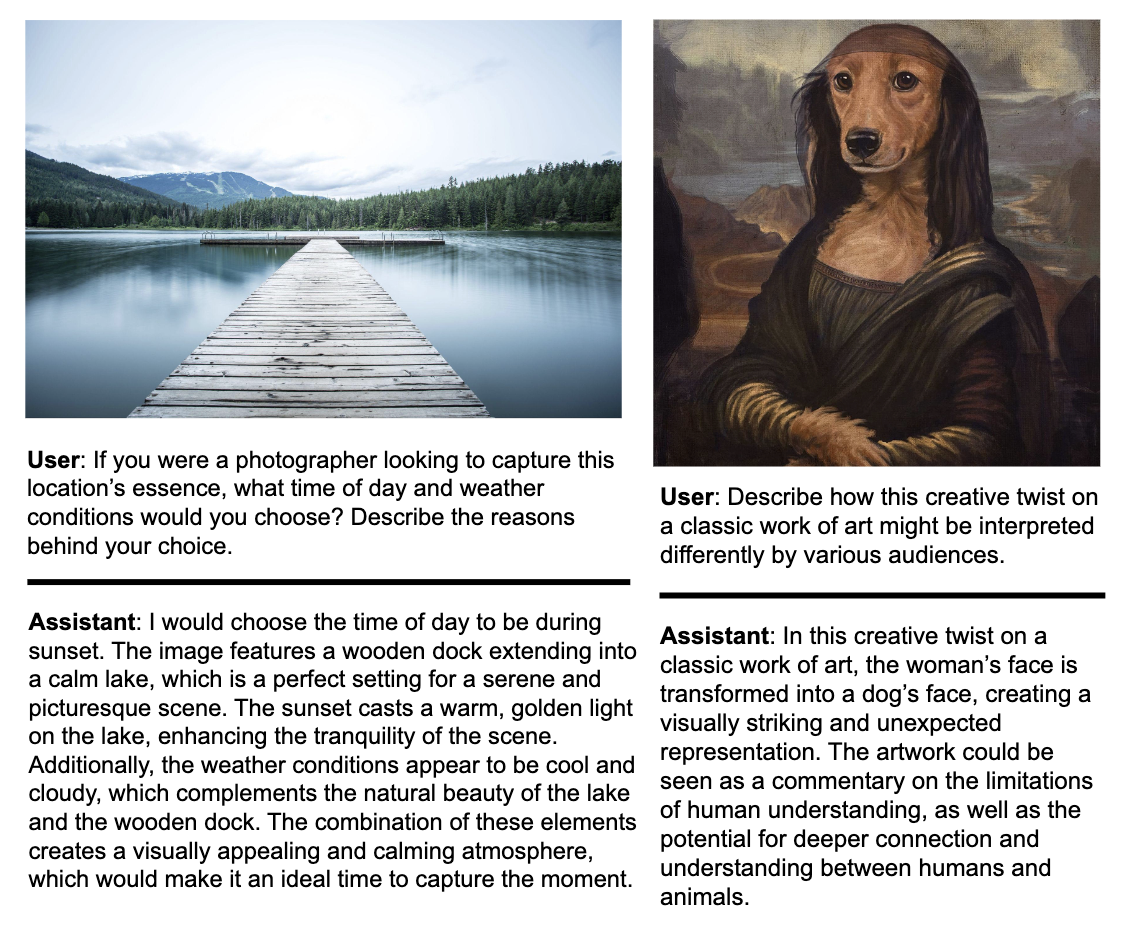 User: If you were a photographer looking to capture this
location’s essence, what time of day and weather
conditions would you choose? Describe the reasons
behind your choice.
Assistant: I would choose the time of day to be during
sunset. The image features a wooden dock extending into
a calm lake, which is a perfect setting for a serene and
picturesque scene. The sunset casts a warm, golden light
on the lake, enhancing the tranquility of the scene.
Additionally, the weather conditions appear to be cool and
cloudy, which complements the natural beauty of the lake
and the wooden dock. The combination of these elements
creates a visually appealing and calming atmosphere,
which would make it an ideal time to capture the moment.
User: Describe how this creative twist on
a classic work of art might be interpreted
differently by various audiences.
Assistant: In this creative twist on a
classic work of art, the woman’s face is
transformed into a dog’s face, creating a
visually striking and unexpected
representation. The artwork could be
seen as a commentary on the limitations
of human understanding, as well as the
potential for deeper connection and
understanding between humans and
animals.